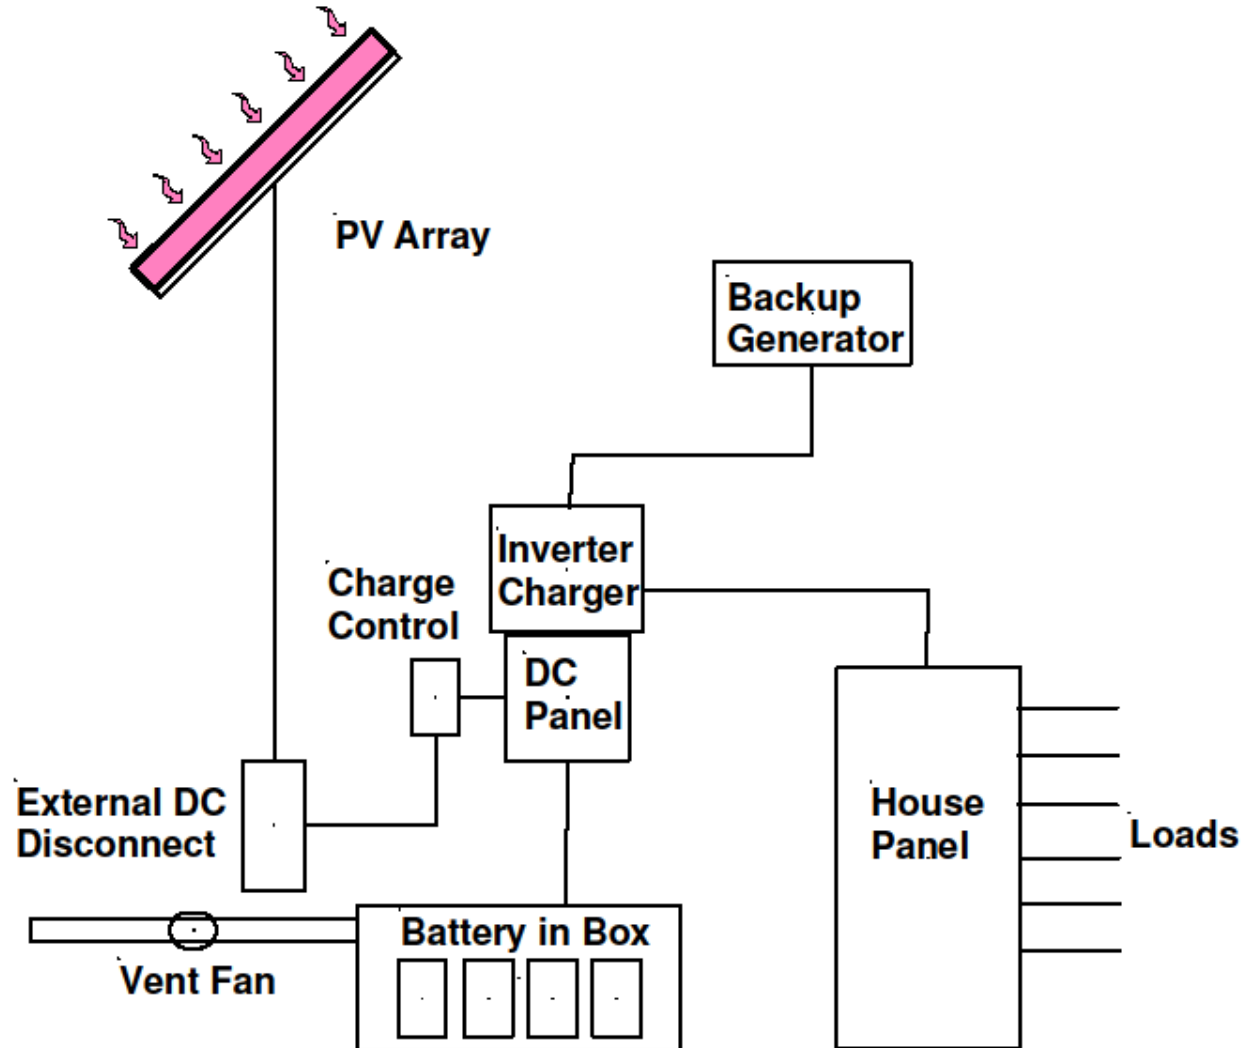 PV Array
Backup
Generator
Inverter
Charger
Charge
Control
DC
Panel
External DC
Disconnect
House
Panel
Loads
Battery in Box
Vent Fan